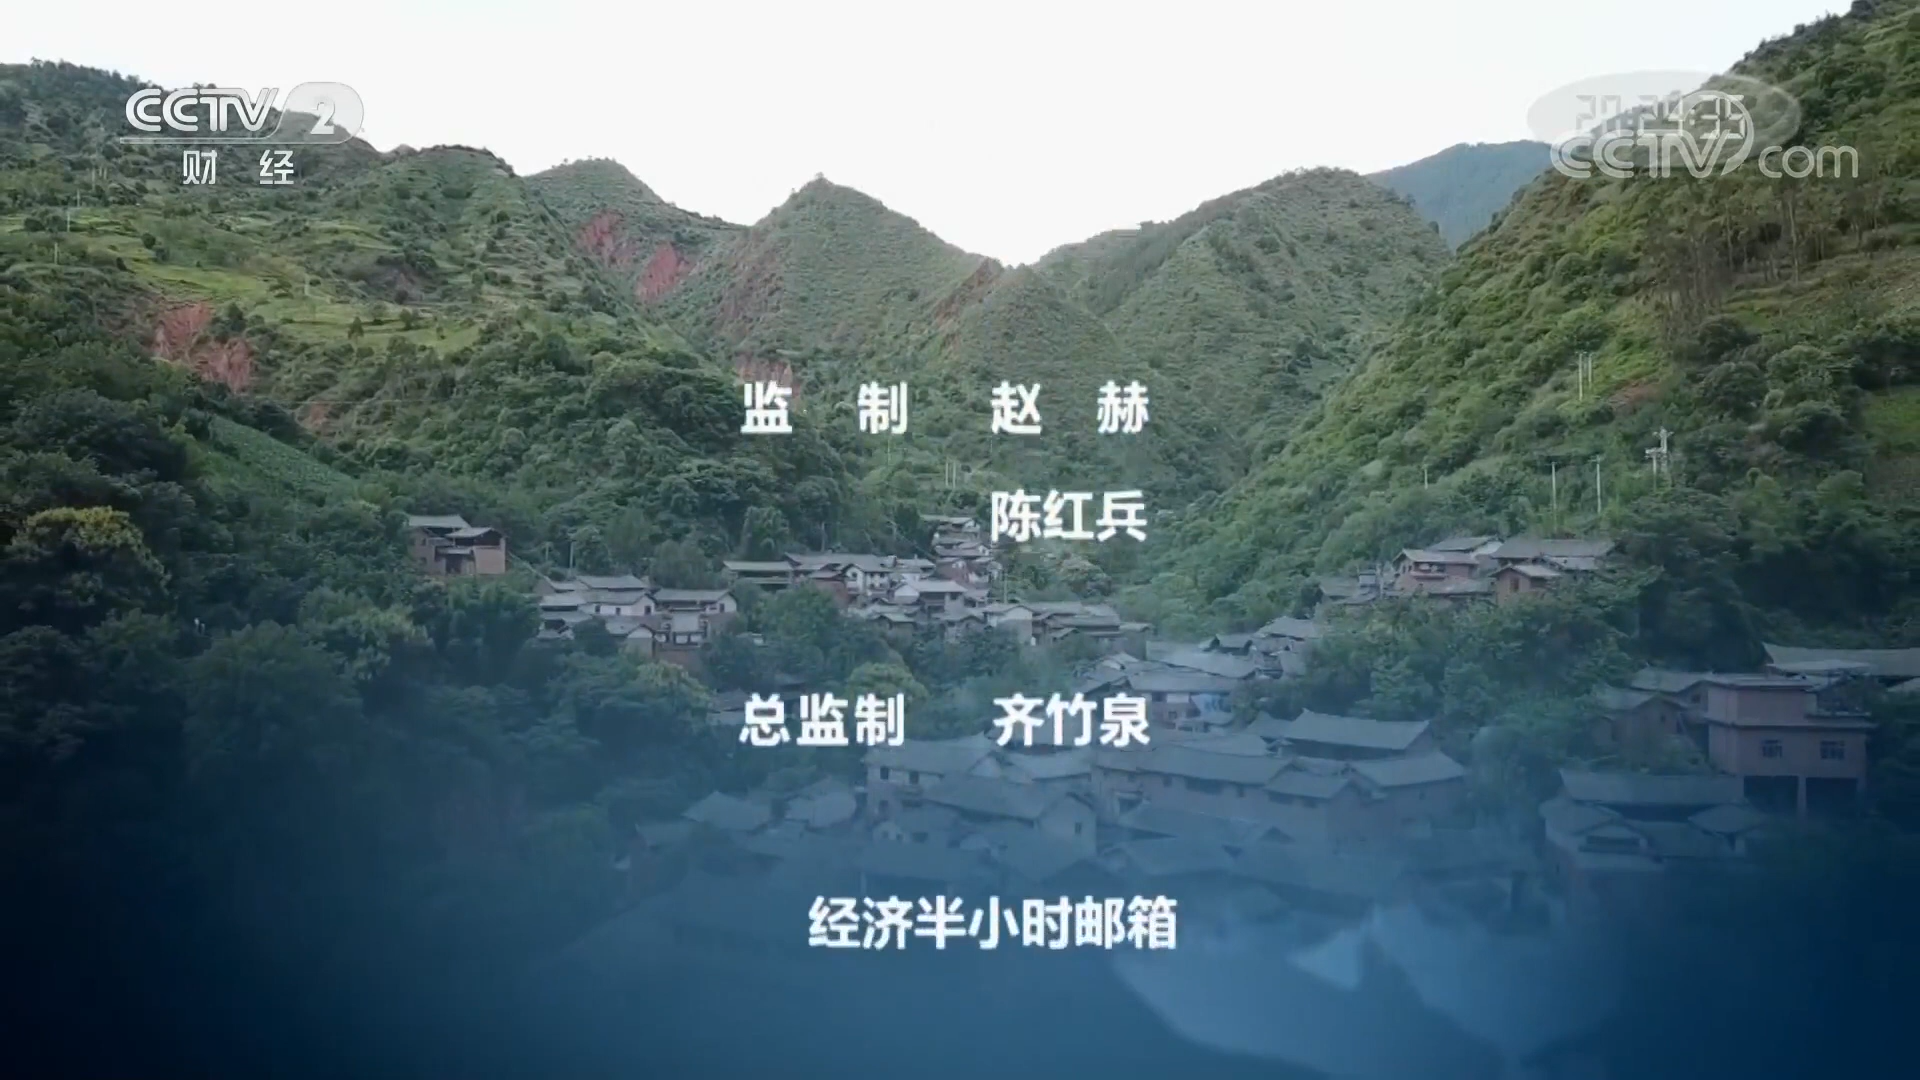 CCTV 2
财 经
CCTV.com
监 制 赵 赫
陈红兵
总监制 齐竹泉
经济半小时邮箱